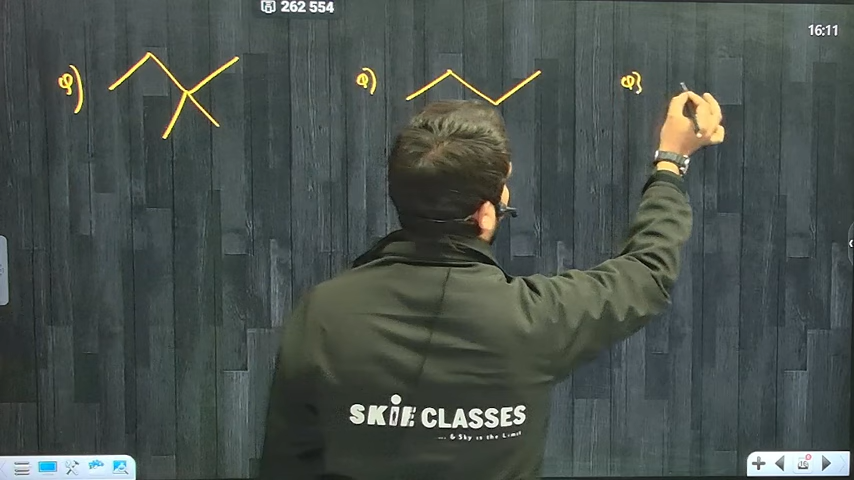 262 554
16:11
Q)
Q)
Q)
SKiE CLASSES
... & Sky is the Limit